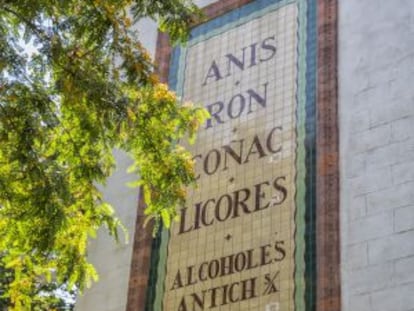 ANIS
RON
CONAC
LICORES
ALCOHOLES
ANTICH S/C